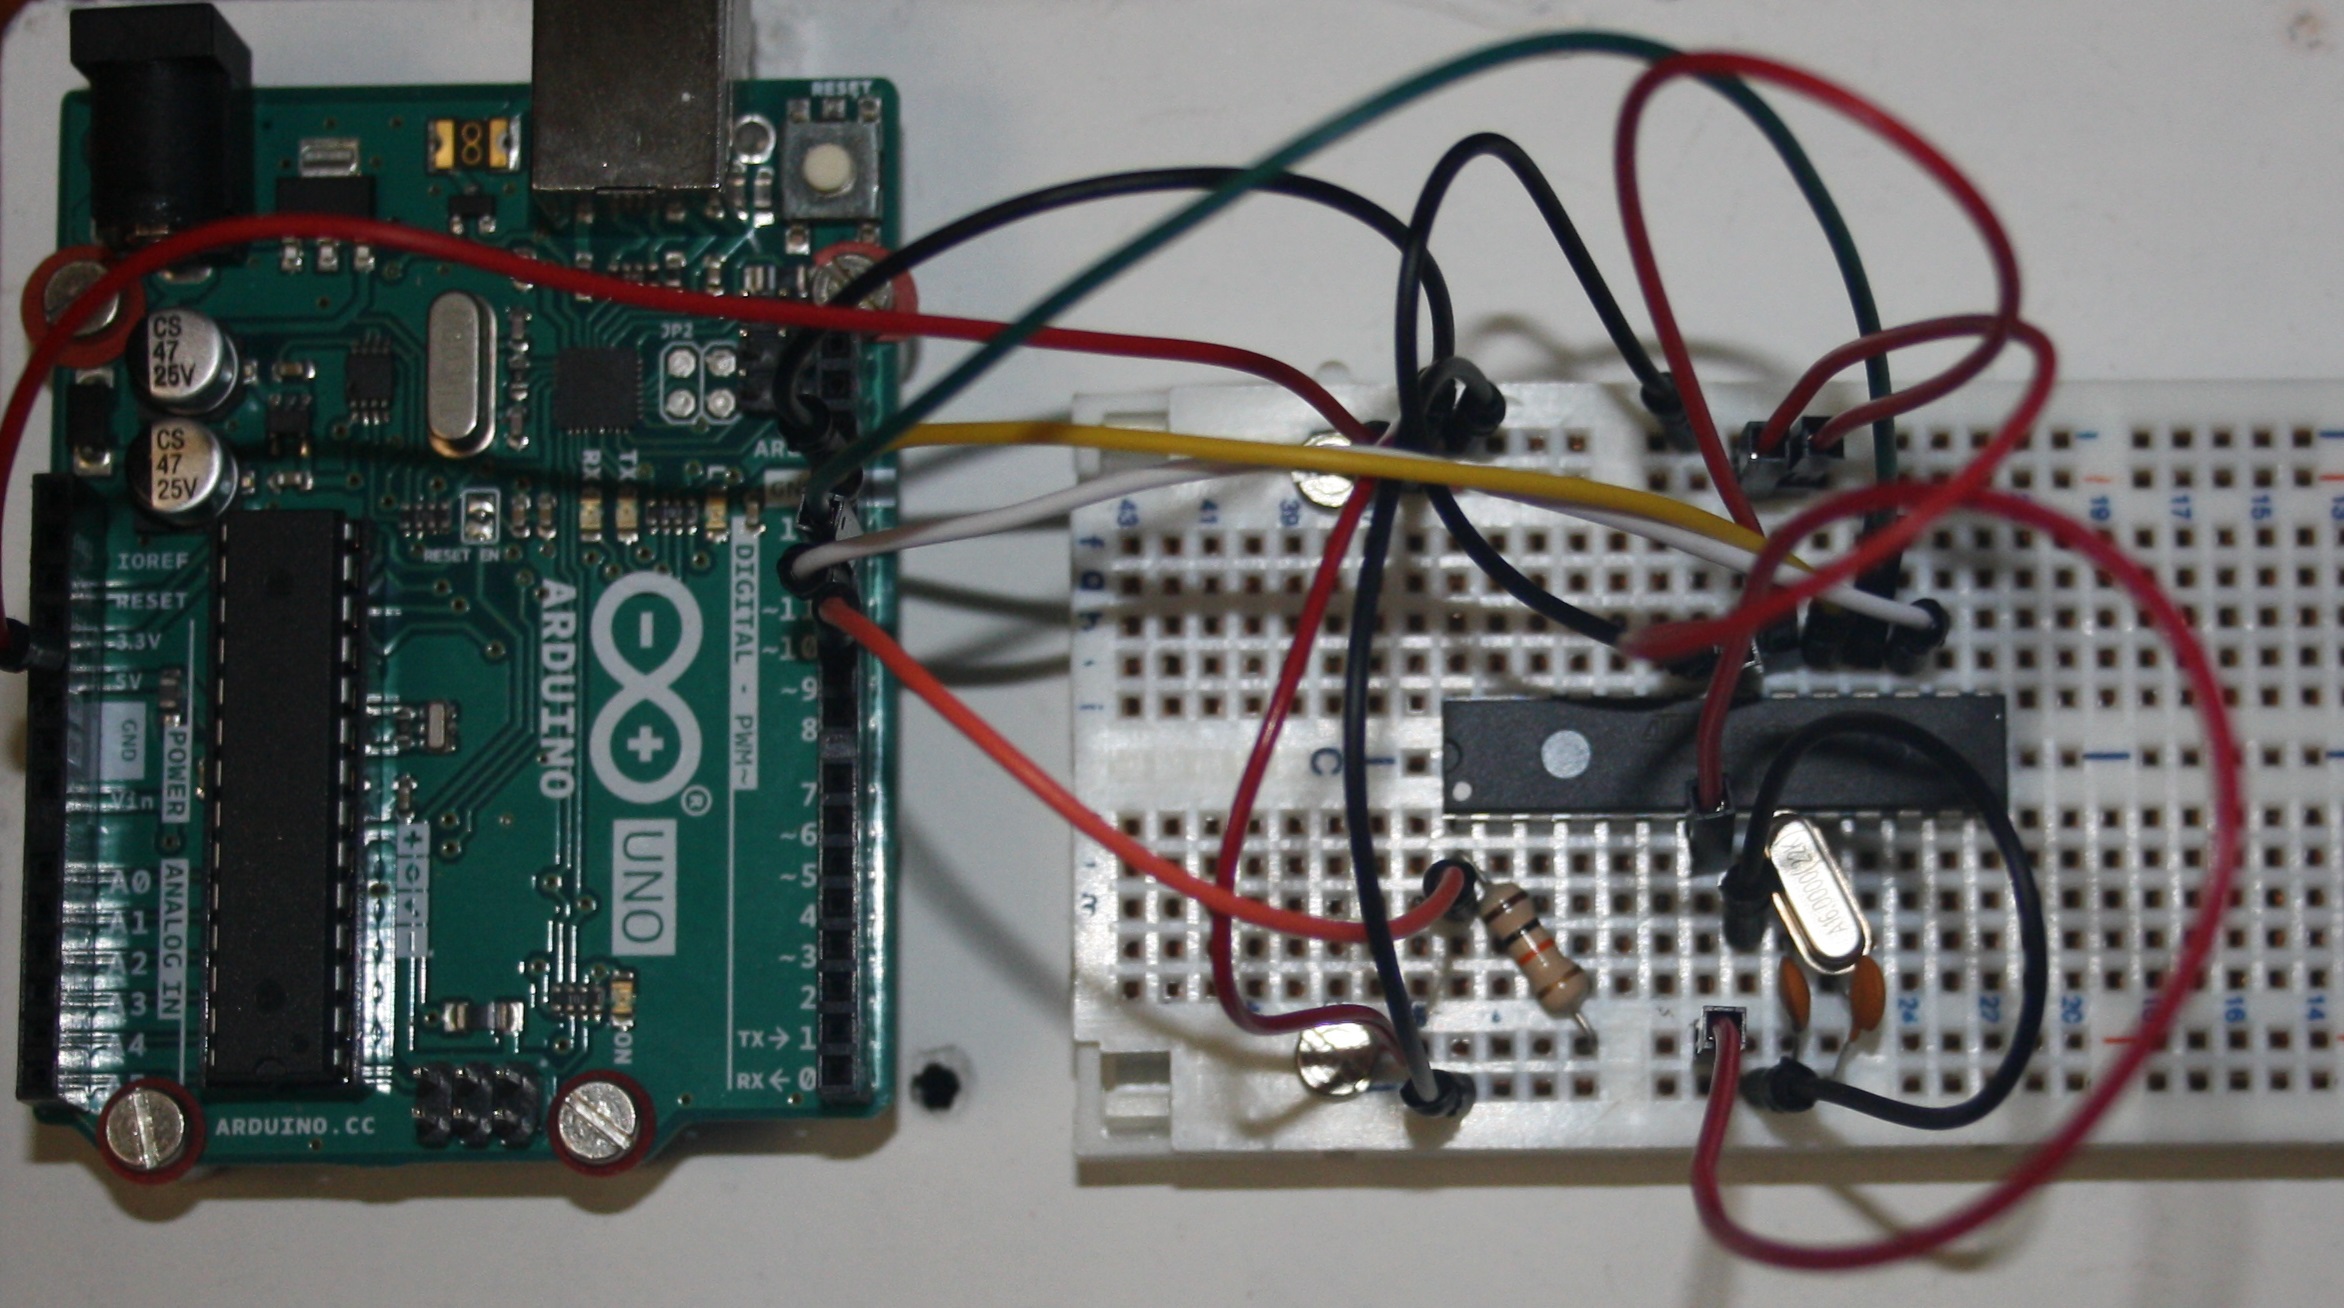 RESET
CS
47
25V
CS
47
25V
JP2
RX
TX
RESET EN
IOREF
RESET
3.3V
5V
GND
Vin
POWER
A0
A1
A2
A3
A4
ANALOG IN
ARDUINO
UNO
®
DIGITAL - PWM~
~11
~10
~9
8
7
~6
~5
4
~3
2
TX→1
RX←0
ON
ARDUINO.CC
43
41
39
19
17
15
13
f
C
24
22
20
16
14